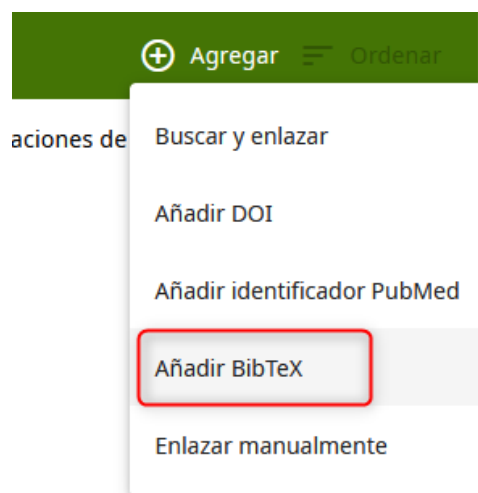 Agregar Ordenar
aciones de
Buscar y enlazar
Añadir DOI
Añadir identificador PubMed
Añadir BibTeX
Enlazar manualmente